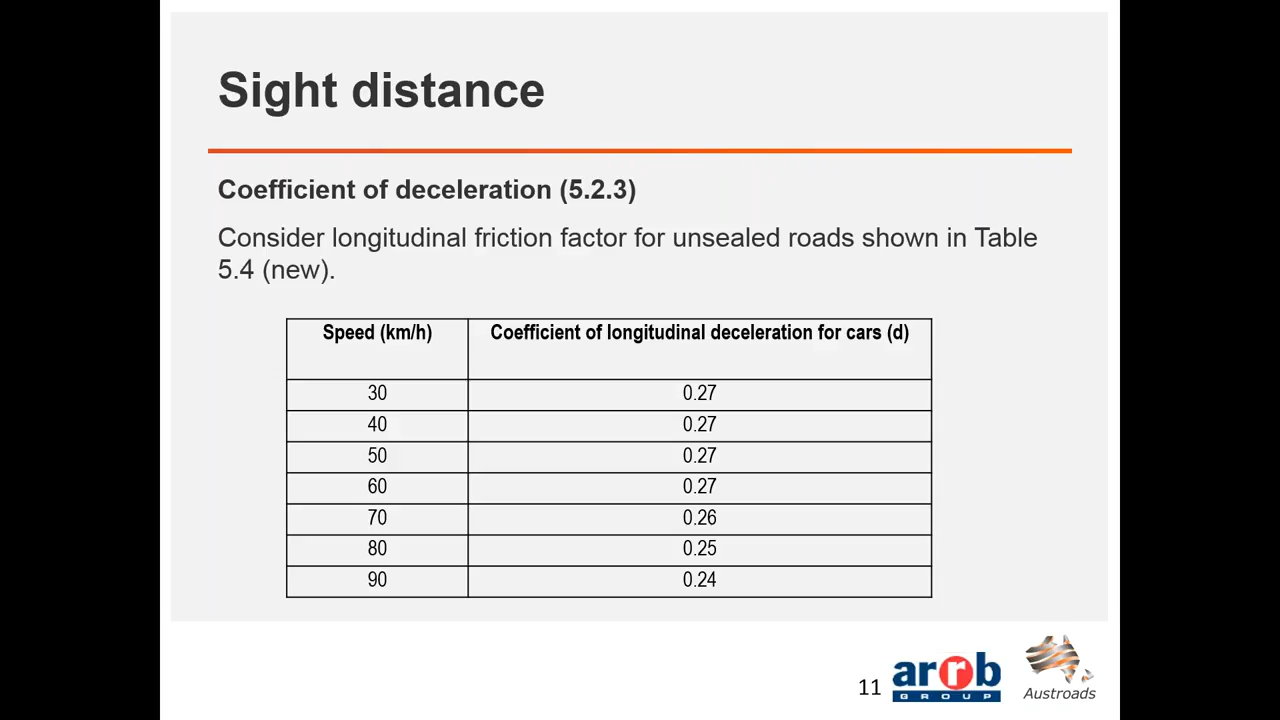 Sight distance
Coefficient of deceleration (5.2.3)
Consider longitudinal friction factor for unsealed roads shown in Table
5.4 (new).
Speed (km/h) Coefficient of longitudinal deceleration for cars (d)
30 0.27
40 0.27
50 0.27
60 0.27
70 0.26
80 0.25
90 0.24
11
arrb
GROUP
Austroads